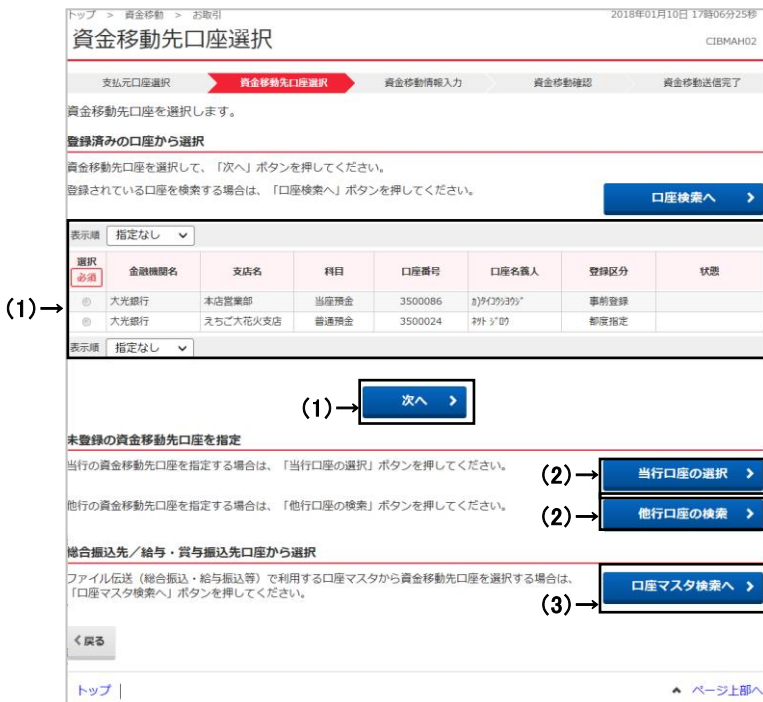 トップ > 資金移動 > お取引
2018年01月10日 17時06分25秒
資金移動先口座選択
CIBMAH02
支払元口座選択 資金移動先口座選択 資金移動情報入力 資金移動確認 資金移動送信完了
資金移動先口座を選択します。
登録済みの口座から選択
資金移動先口座を選択して、「次へ」ボタンを押してください。
登録されている口座を検索する場合は、「口座検索へ」ボタンを押してください。
口座検索へ
表示順 指定なし
選択 必須 金融機関名 支店名 科目 口座番号 口座名義人 登録区分 状態
(1)→
大光銀行 本店営業部 当座預金 3500086 カ)タイコウシヨウジ 事前登録
大光銀行 えちご大花火支店 普通預金 3500024 ネツト ジロウ 都度指定
表示順 指定なし
(1)→ 次へ
未登録の資金移動先口座を指定
当行の資金移動先口座を指定する場合は、「当行口座の選択」ボタンを押してください。
(2)→ 当行口座の選択
他行の資金移動先口座を指定する場合は、「他行口座の検索」ボタンを押してください。
(2)→ 他行口座の検索
総合振込先/給与・賞与振込先口座から選択
ファイル伝送(総合振込・給与振込等)で利用する口座マスタから資金移動先口座を選択する場合は、
「口座マスタ検索へ」ボタンを押してください。
(3)→ 口座マスタ検索へ
戻る
トップ |
ページ上部へ